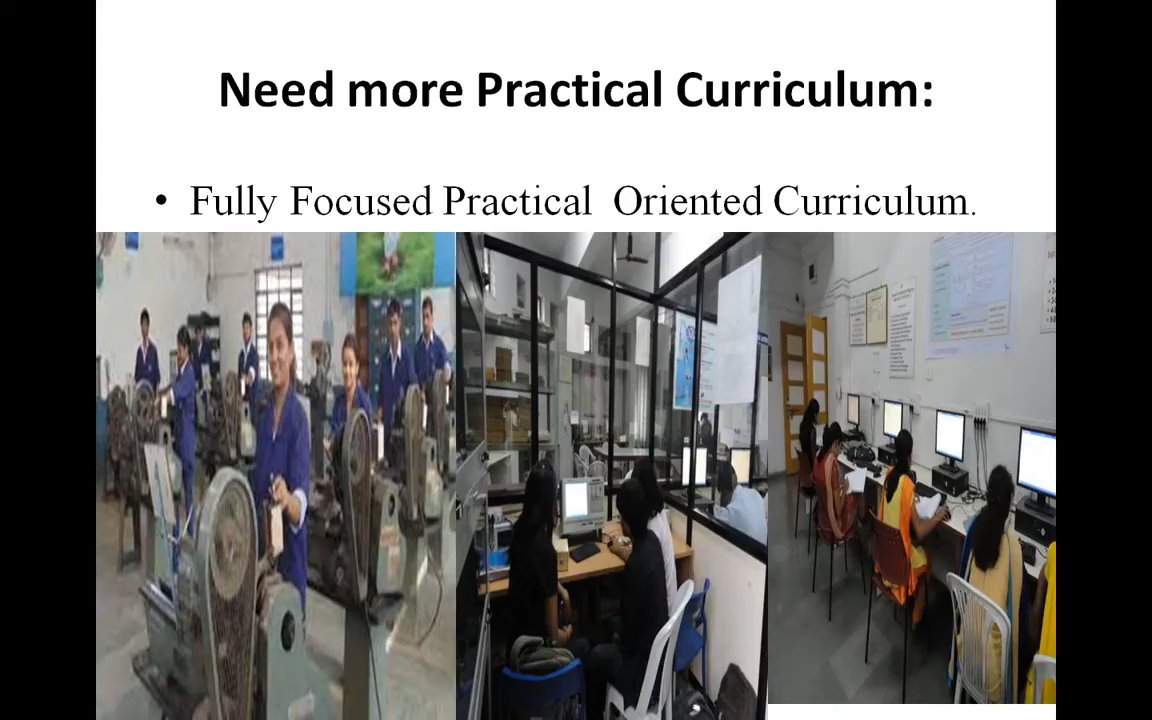 Need more Practical Curriculum:
• Fully Focused Practical Oriented Curriculum.